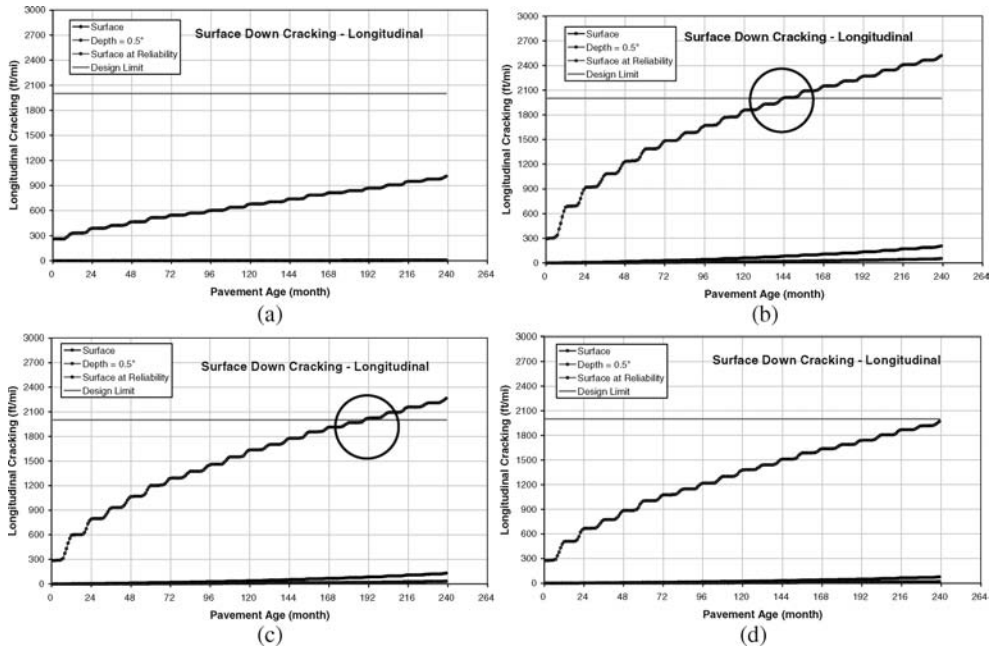 Surface Down Cracking - Longitudinal
Surface
Depth = 0.5"
Surface at Reliability
Design Limit
Longitudinal Cracking (ft/mi)
3000
2700
2400
2100
1800
1500
1200
900
600
300
0
0 24 48 72 96 120 144 168 192 216 240 264
Pavement Age (month)
(a)
Surface Down Cracking - Longitudinal
Surface
Depth = 0.5"
Surface at Reliability
Design Limit
Longitudinal Cracking (ft/mi)
3000
2700
2400
2100
1800
1500
1200
900
600
300
0
0 24 48 72 96 120 144 168 192 216 240 264
Pavement Age (month)
(b)
Surface Down Cracking - Longitudinal
Surface
Depth = 0.5"
Surface at Reliability
Design Limit
Longitudinal Cracking (ft/mi)
3000
2700
2400
2100
1800
1500
1200
900
600
300
0
0 24 48 72 96 120 144 168 192 216 240 264
Pavement Age (month)
(c)
Surface Down Cracking - Longitudinal
Surface
Depth = 0.5"
Surface at Reliability
Design Limit
Longitudinal Cracking (ft/mi)
3000
2700
2400
2100
1800
1500
1200
900
600
300
0
0 24 48 72 96 120 144 168 192 216 240 264
Pavement Age (month)
(d)